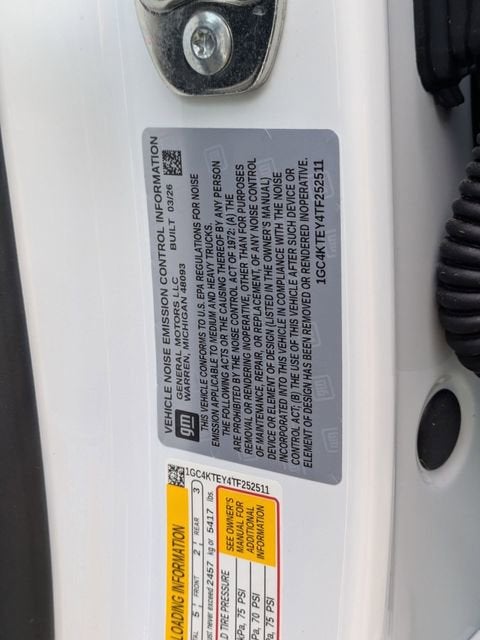 VEHICLE NOISE EMISSION CONTROL INFORMATION
GENERAL MOTORS LLC
WARREN, MICHIGAN 48093
BUILT 03/26
gm
THIS VEHICLE CONFORMS TO U.S. EPA REGULATIONS FOR NOISE
EMISSION APPLICABLE TO MEDIUM AND HEAVY TRUCKS.
THE FOLLOWING ACTS OR THE CAUSING THEREOF BY ANY PERSON
ARE PROHIBITED BY THE NOISE CONTROL ACT OF 1972: (A) THE
REMOVAL OR RENDERING INOPERATIVE, OTHER THAN FOR PURPOSES
OF MAINTENANCE, REPAIR, OR REPLACEMENT, OF ANY NOISE CONTROL
DEVICE OR ELEMENT OF DESIGN (LISTED IN THE OWNER'S MANUAL)
INCORPORATED INTO THIS VEHICLE IN COMPLIANCE WITH THE NOISE
CONTROL ACT, (B) THE USE OF THIS VEHICLE AFTER SUCH DEVICE OR
ELEMENT OF DESIGN HAS BEEN REMOVED OR RENDERED INOPERATIVE.
1GC4KTEY4TF252511
LOADING INFORMATION
5 FRONT 2 REAR 3
never exceed 2457 kg or 5417 lbs.
TIRE PRESSURE
kPa, 75 PSI
kPa, 70 PSI
75 PSI
SEE OWNER'S
MANUAL FOR
ADDITIONAL
INFORMATION
1GC4KTEY4TF252511